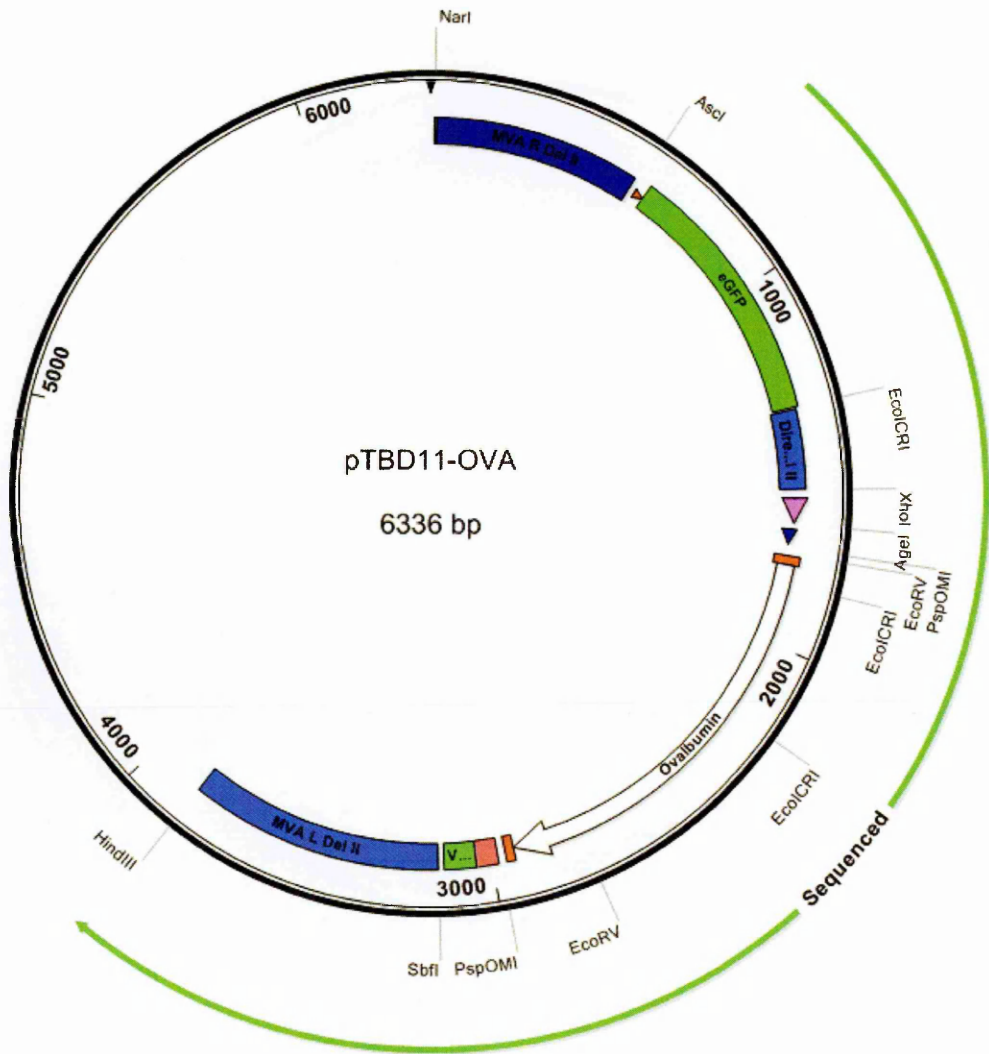 NarI
6000
AscI
MVA R Del II
eGFP
1000
EcoICRI
5000
Dire...l II
XhoI
AgeI
PspOMI
EcoRV
EcoICRI
pTBD11-OVA
6336 bp
2000
Ovalbumin
EcoICRI
4000
HindIII
MVA L Del II
V...
3000
Sequenced
EcoRV
PspOMI
SbfI